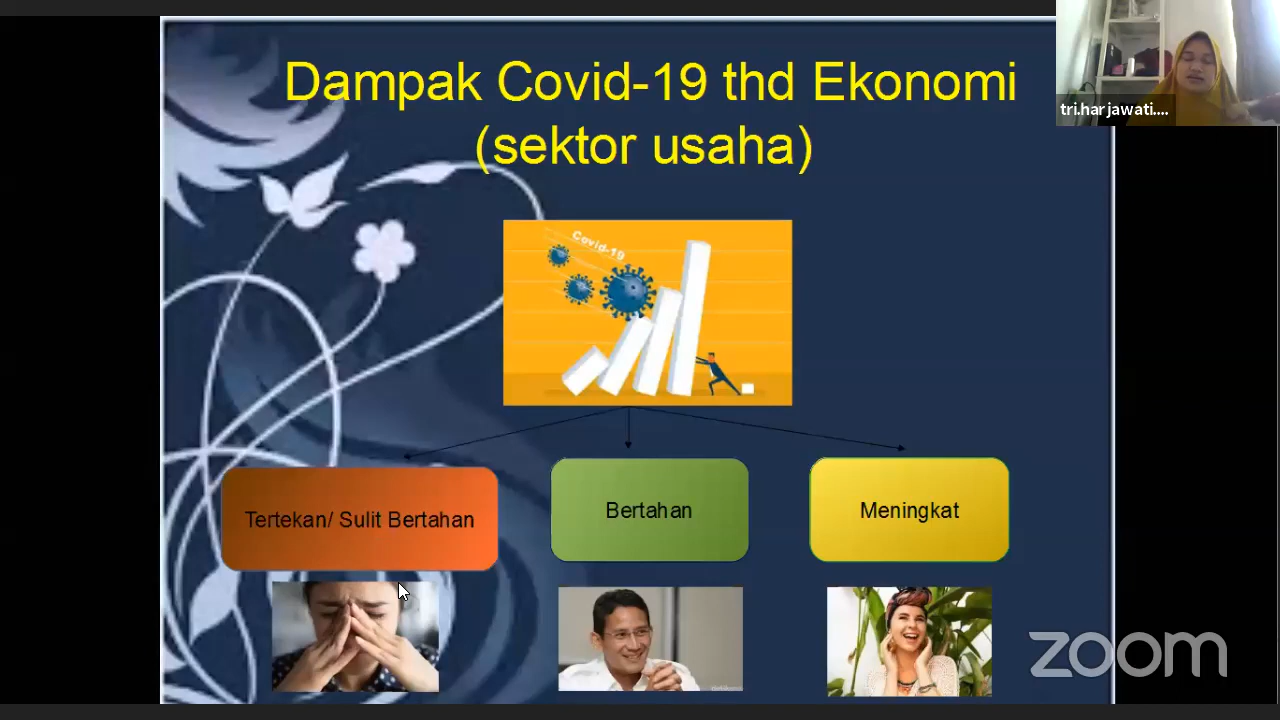 Dampak Covid-19 thd Ekonomi
(sektor usaha)
tri.harjawati....
Covid-19
Tertekan/ Sulit Bertahan
Bertahan
Meningkat
zoom